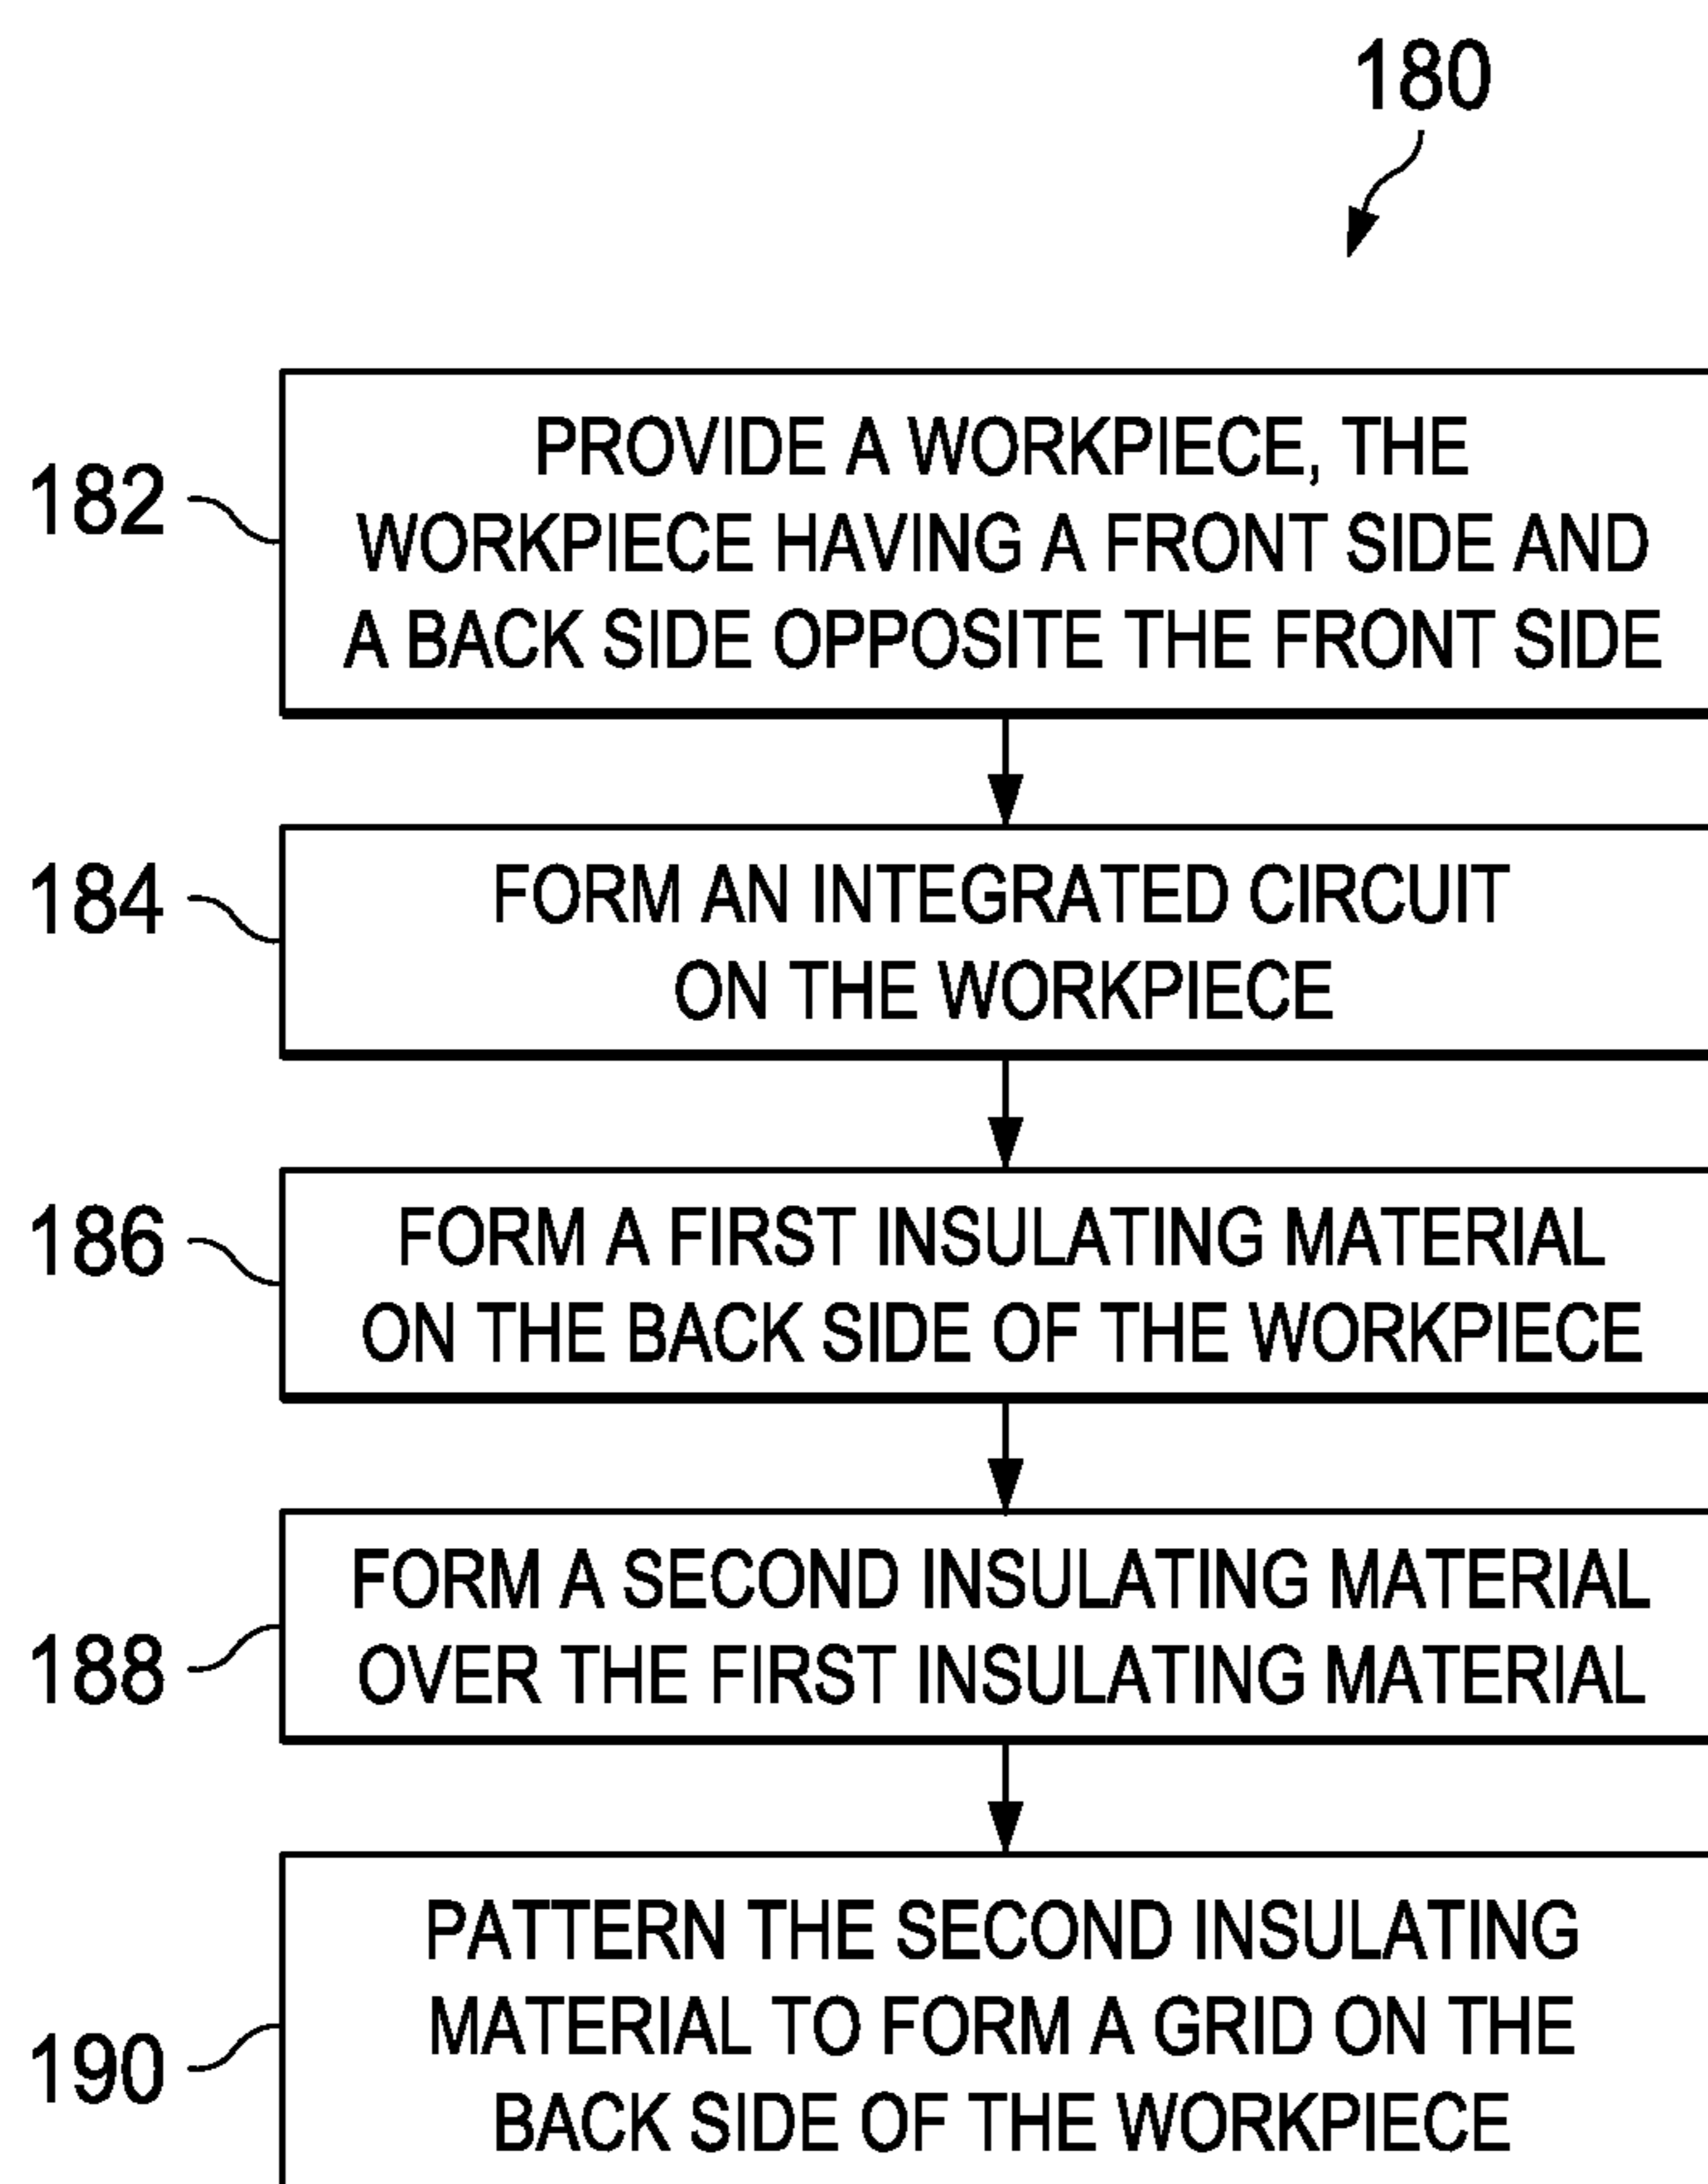 180
182
PROVIDE A WORKPIECE, THE
WORKPIECE HAVING A FRONT SIDE AND
A BACK SIDE OPPOSITE THE FRONT SIDE
184
FORM AN INTEGRATED CIRCUIT
ON THE WORKPIECE
186
FORM A FIRST INSULATING MATERIAL
ON THE BACK SIDE OF THE WORKPIECE
188
FORM A SECOND INSULATING MATERIAL
OVER THE FIRST INSULATING MATERIAL
190
PATTERN THE SECOND INSULATING
MATERIAL TO FORM A GRID ON THE
BACK SIDE OF THE WORKPIECE